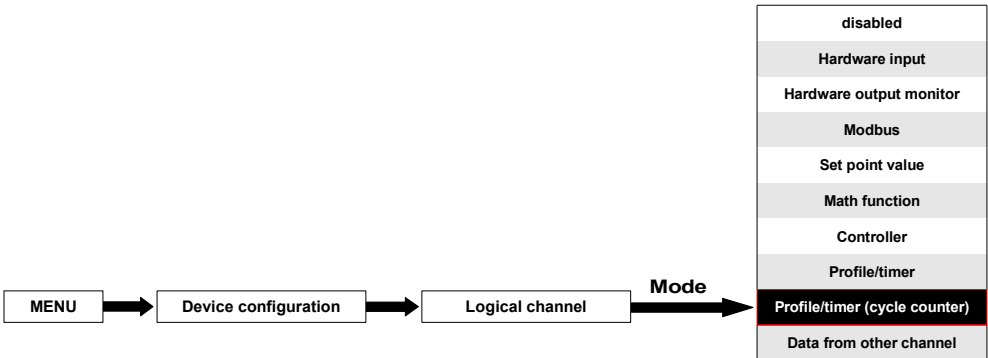 disabled
Hardware input
Hardware output monitor
Modbus
Set point value
Math function
Controller
Profile/timer
MENU
Device configuration
Logical channel
Mode
Profile/timer (cycle counter)
Data from other channel